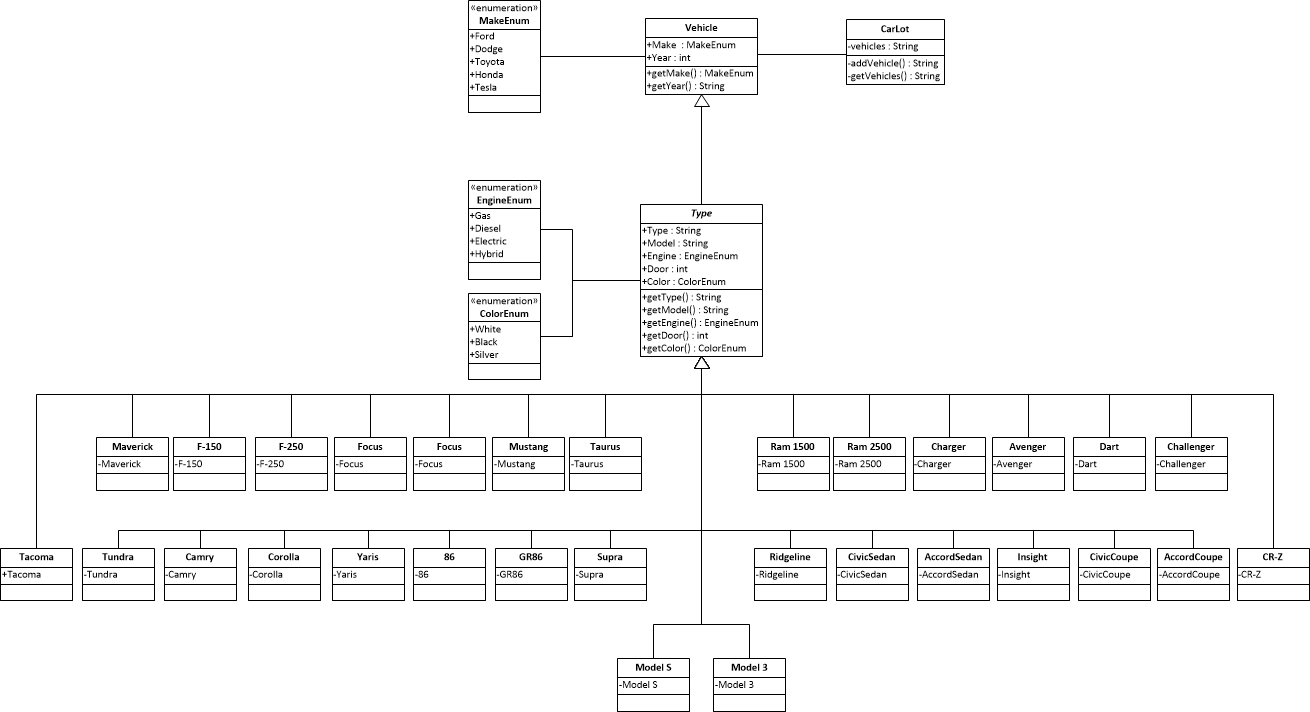 «enumeration»
MakeEnum
+Ford
+Dodge
+Toyota
+Honda
+Tesla
Vehicle
+Make : MakeEnum
+Year : int
+getMake() : MakeEnum
+getYear() : String
CarLot
-vehicles : String
-addVehicle() : String
-getVehicles() : String
«enumeration»
EngineEnum
+Gas
+Diesel
+Electric
+Hybrid
«enumeration»
ColorEnum
+White
+Black
+Silver
Type
+Type : String
+Model : String
+Engine : EngineEnum
+Door : int
+Color : ColorEnum
+getType() : String
+getModel() : String
+getEngine() : EngineEnum
+getDoor() : int
+getColor() : ColorEnum
Maverick
-Maverick
F-150
-F-150
F-250
-F-250
Focus
-Focus
Focus
-Focus
Mustang
-Mustang
Taurus
-Taurus
Ram 1500
-Ram 1500
Ram 2500
-Ram 2500
Charger
-Charger
Avenger
-Avenger
Dart
-Dart
Challenger
-Challenger
Tacoma
+Tacoma
Tundra
-Tundra
Camry
-Camry
Corolla
-Corolla
Yaris
-Yaris
86
-86
GR86
-GR86
Supra
-Supra
Ridgeline
-Ridgeline
CivicSedan
-CivicSedan
AccordSedan
-AccordSedan
Insight
-Insight
CivicCoupe
-CivicCoupe
AccordCoupe
-AccordCoupe
CR-Z
-CR-Z
Model S
-Model S
Model 3
-Model 3